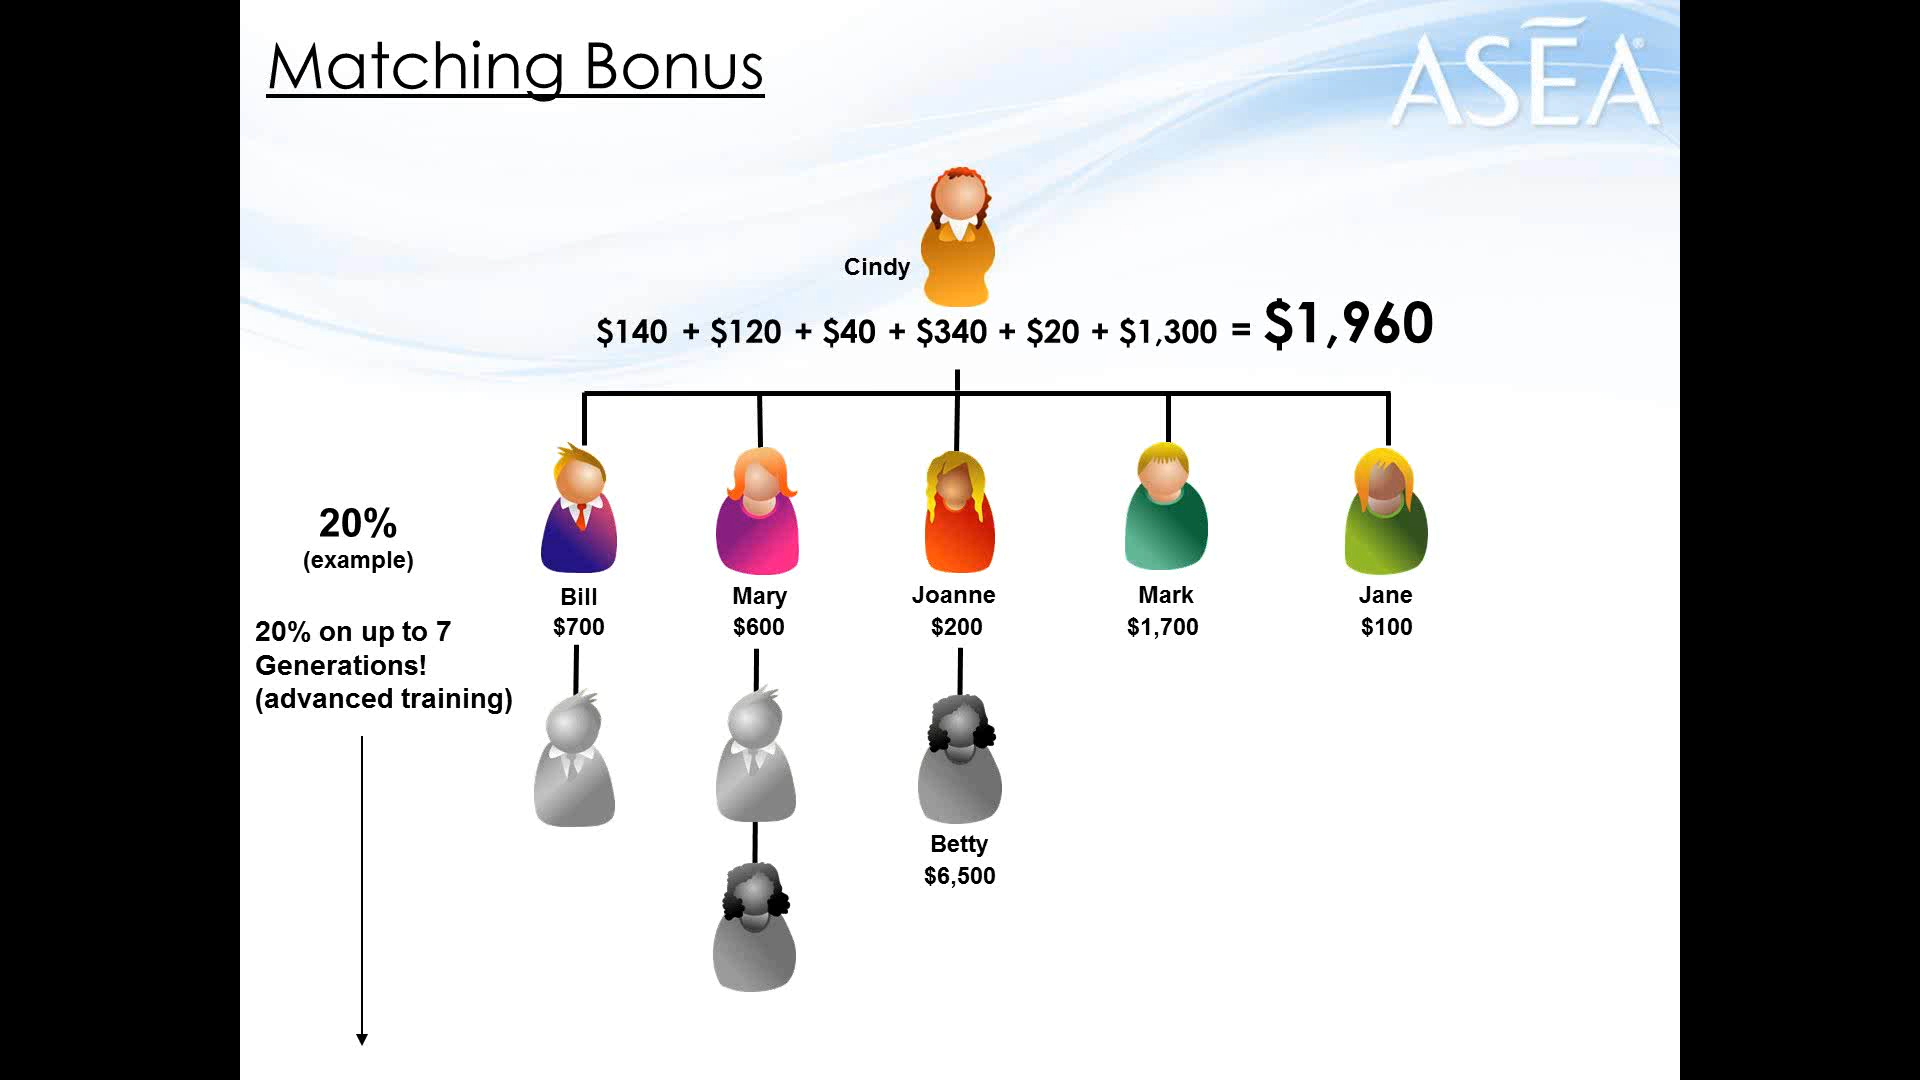 Matching Bonus
ASEA®
Cindy
$140 + $120 + $40 + $340 + $20 + $1,300 = $1,960
20%
(example)
20% on up to 7
Generations!
(advanced training)
Bill
$700
Mary
$600
Joanne
$200
Mark
$1,700
Jane
$100
Betty
$6,500